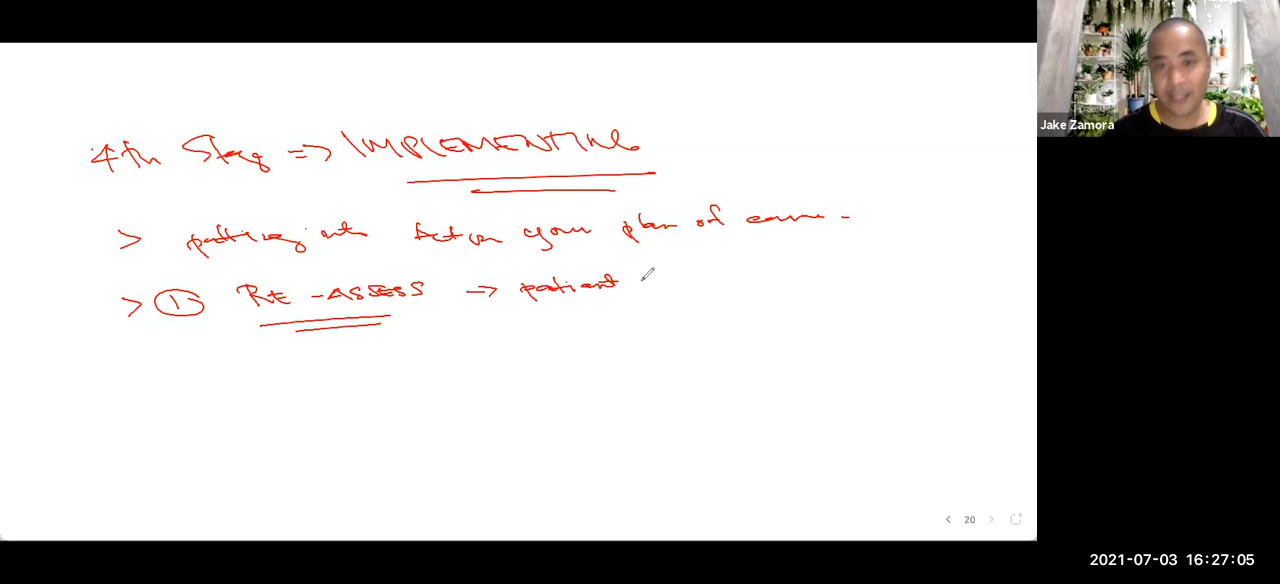 Jake Zamora
4th Stag => IMPLEMENTING
> putting into Action your plan of care -
> ① RE-ASSESS -> patient
20
2021-07-03 16:27:05